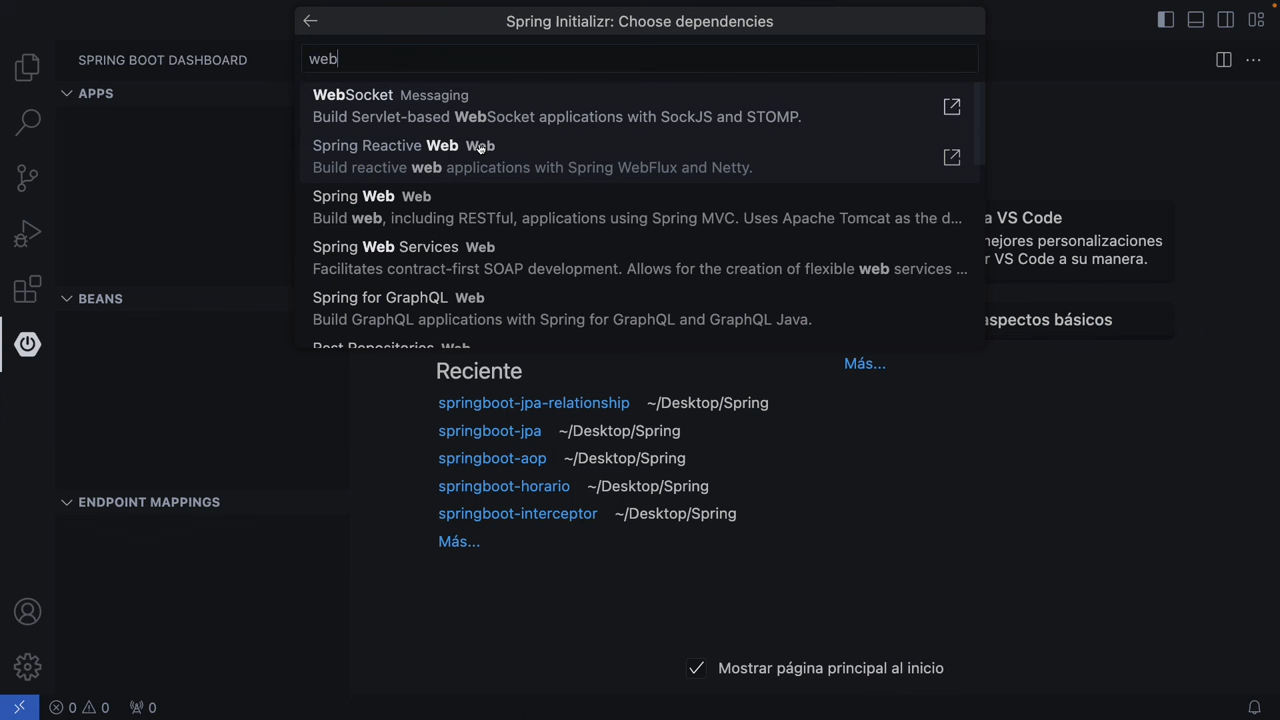 Spring Initializr: Choose dependencies
web
SPRING BOOT DASHBOARD
APPS
WebSocket Messaging
Build Servlet-based WebSocket applications with SockJS and STOMP.
Spring Reactive Web Web
Build reactive web applications with Spring WebFlux and Netty.
Spring Web Web
Build web, including RESTful, applications using Spring MVC. Uses Apache Tomcat as the d...
Spring Web Services Web
Facilitates contract-first SOAP development. Allows for the creation of flexible web services ...
Spring for GraphQL Web
Build GraphQL applications with Spring for GraphQL and GraphQL Java.
Rest Repositories Web
a VS Code
mejores personalizaciones
r VS Code a su manera.
aspectos básicos
Más...
BEANS
Reciente
springboot-jpa-relationship ~/Desktop/Spring
springboot-jpa ~/Desktop/Spring
springboot-aop ~/Desktop/Spring
springboot-horario ~/Desktop/Spring
springboot-interceptor ~/Desktop/Spring
Más...
ENDPOINT MAPPINGS
Mostrar página principal al inicio
0 0 0